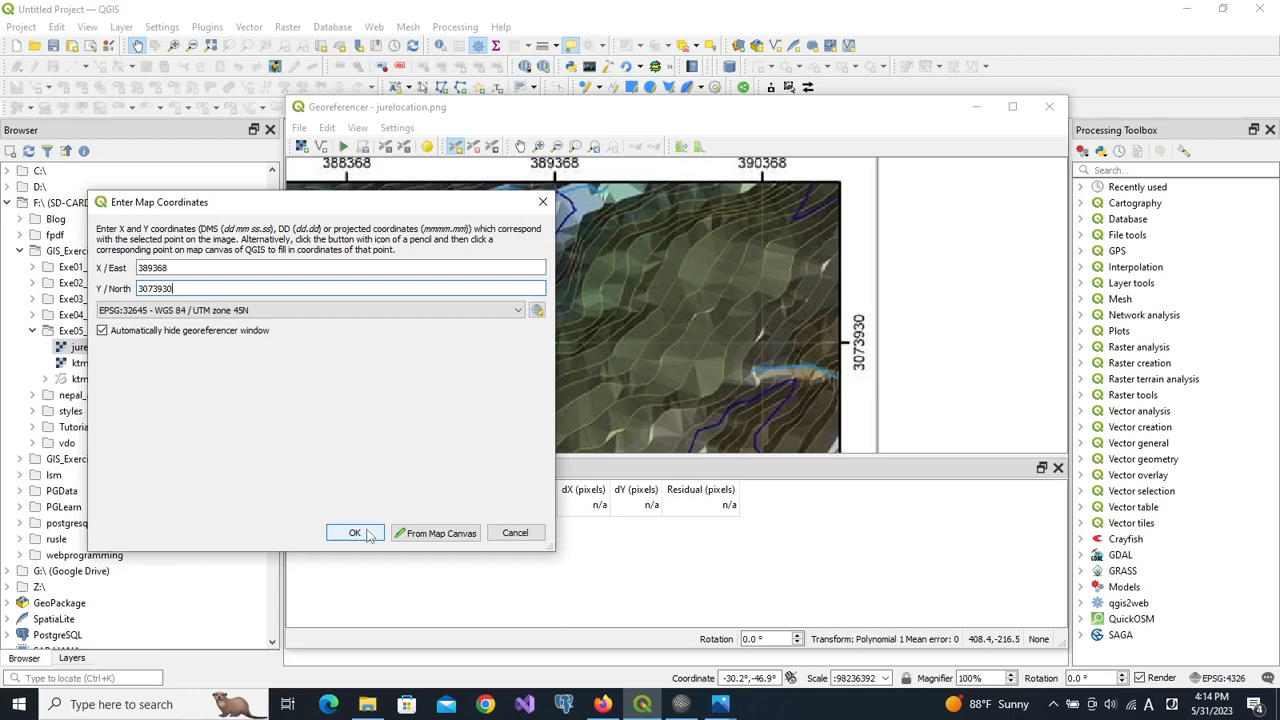 Untitled Project — QGIS
Project Edit View Layer Settings Plugins Vector Raster Database Web Mesh Processing Help
Browser
C:\
D:\
F:\ (SD-CARD
Blog
fpdf
GIS_Exerci
Exe01_
Exe02_
Exe03_
Exe04_
Exe05_
jure
ktm
ktm
nepal_
styles
Tutoria
vdo
GIS_Exerci
lsm
PGData
PGLearn
postgresq
rusle
webprogramming
G:\ (Google Drive)
Z:\
GeoPackage
SpatiaLite
PostgreSQL
Browser Layers
Georeferencer - jurelocation.png
File Edit View Settings
388368 389368 390368
3073930
Enter Map Coordinates
Enter X and Y coordinates (DMS (dd mm ss.ss), DD (dd.dd) or projected coordinates (mmmm.mm)) which correspond
with the selected point on the image. Alternatively, click the button with icon of a pencil and then click a
corresponding point on map canvas of QGIS to fill in coordinates of that point.
X / East 389368
Y / North 3073930
EPSG:32645 - WGS 84 / UTM zone 45N
Automatically hide georeferencer window
OK From Map Canvas Cancel
dX (pixels) dY (pixels) Residual (pixels)
n/a n/a n/a
Rotation 0.0 ° Transform: Polynomial 1 Mean error: 0 408.4,-216.5 None
Processing Toolbox
Search...
Recently used
Cartography
Database
File tools
GPS
Interpolation
Layer tools
Mesh
Network analysis
Plots
Raster analysis
Raster creation
Raster terrain analysis
Raster tools
Vector analysis
Vector creation
Vector general
Vector geometry
Vector overlay
Vector selection
Vector table
Vector tiles
Crayfish
GDAL
GRASS
Models
qgis2web
QuickOSM
SAGA
Type to locate (Ctrl+K) Coordinate -30.2°,-46.9° Scale :98236392 Magnifier 100% Rotation 0.0 ° Render EPSG:4326
Type here to search 88°F Sunny A 4:14 PM
5/31/2023